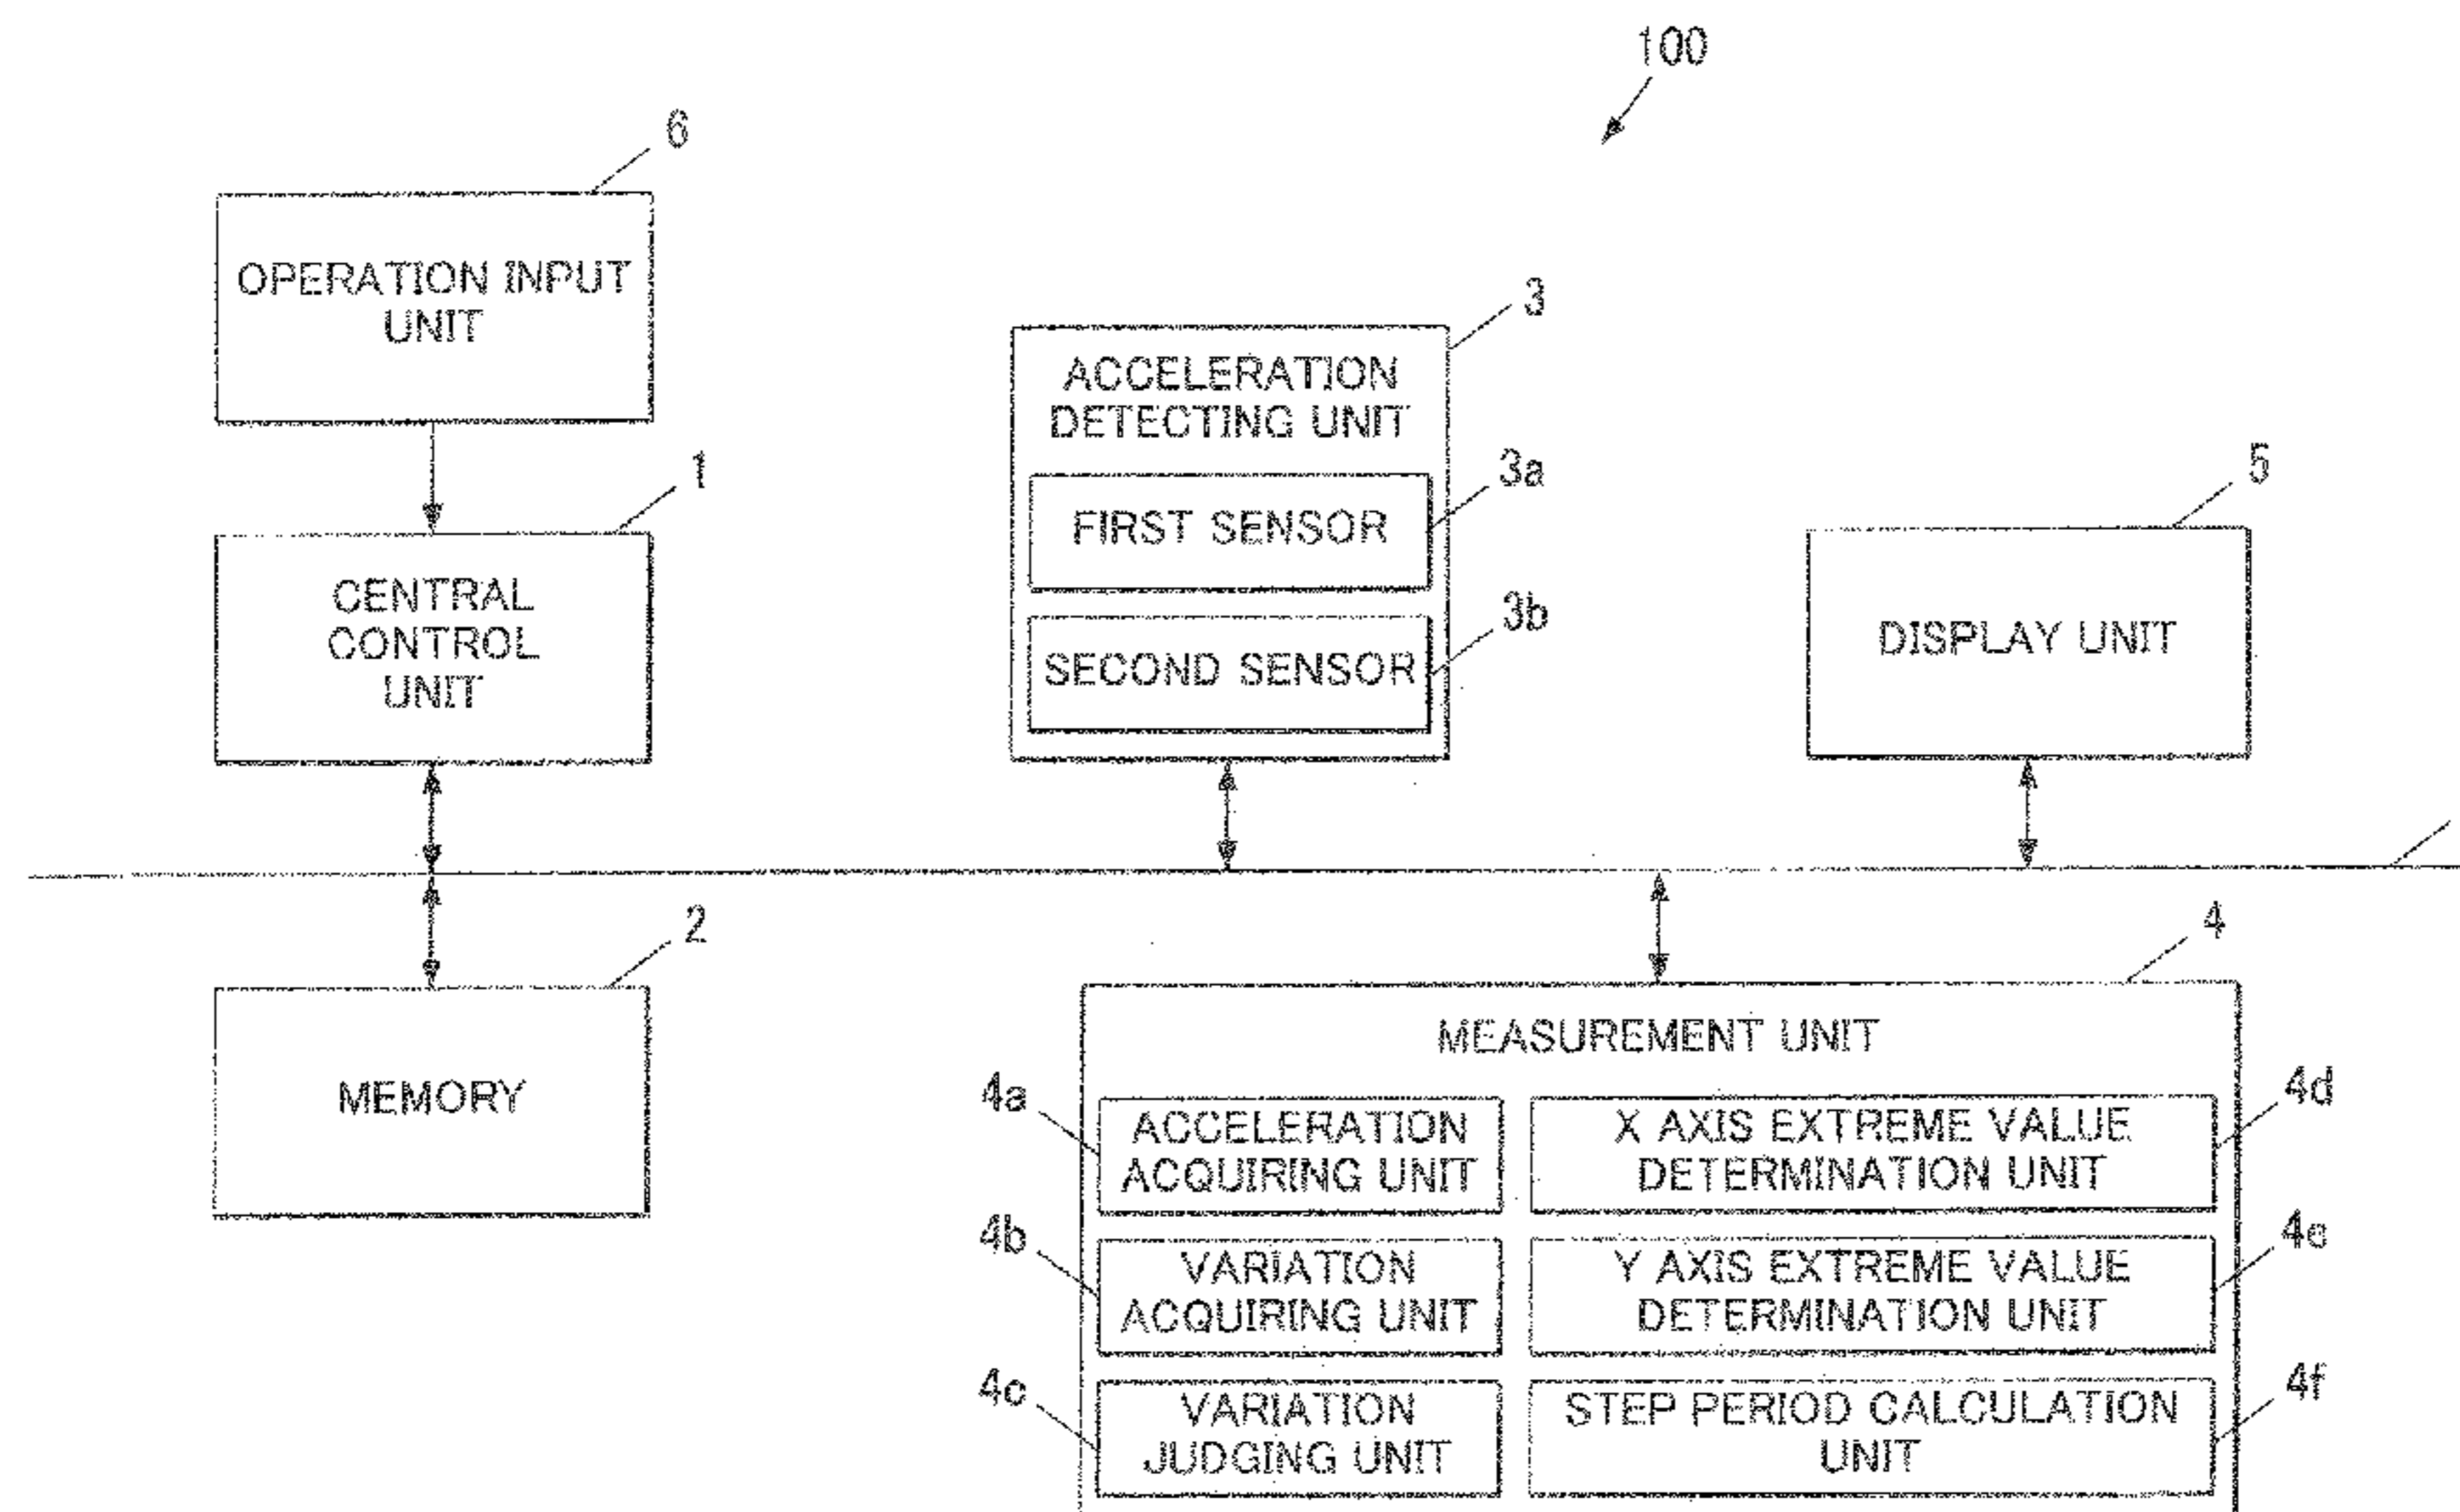 100
6
OPERATION INPUT
UNIT
3
ACCELERATION
DETECTING UNIT
3a
FIRST SENSOR
3b
SECOND SENSOR
1
CENTRAL
CONTROL
UNIT
5
DISPLAY UNIT
2
MEMORY
4
MEASUREMENT UNIT
4a
ACCELERATION
ACQUIRING UNIT
4d
X AXIS EXTREME VALUE
DETERMINATION UNIT
4b
VARIATION
ACQUIRING UNIT
4e
Y AXIS EXTREME VALUE
DETERMINATION UNIT
4c
VARIATION
JUDGING UNIT
4f
STEP PERIOD CALCULATION
UNIT